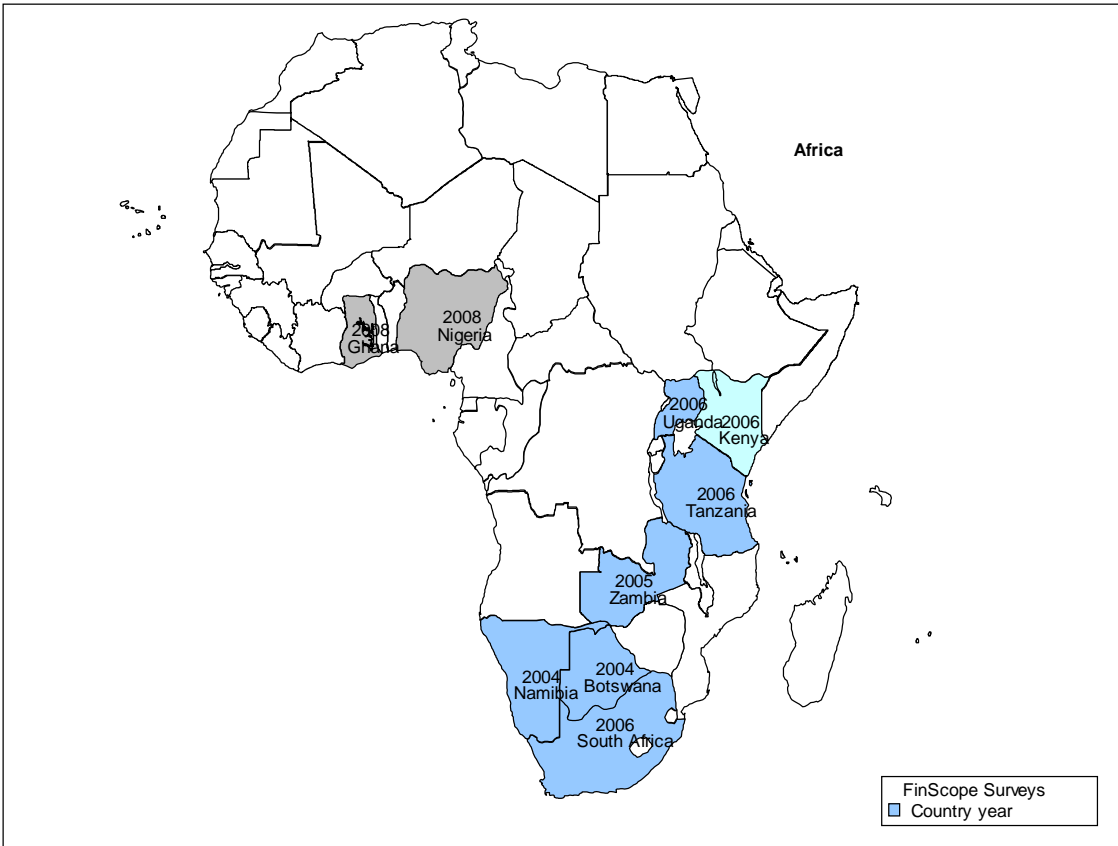 Africa
2008
Nigeria
2008
Ghana
2006
Uganda
2006
Kenya
2006
Tanzania
2005
Zambia
2004
Namibia
2004
Botswana
2006
South Africa
FinScope Surveys
Country year